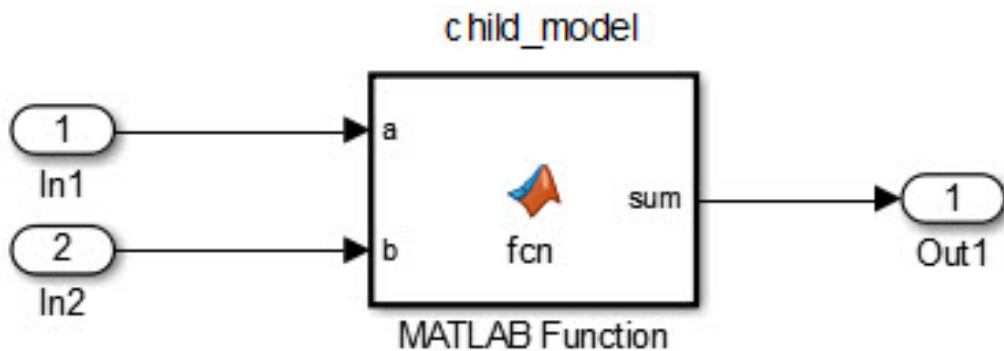 child_model
1
In1
2
In2
a
b
fcn
sum
MATLAB Function
1
Out1